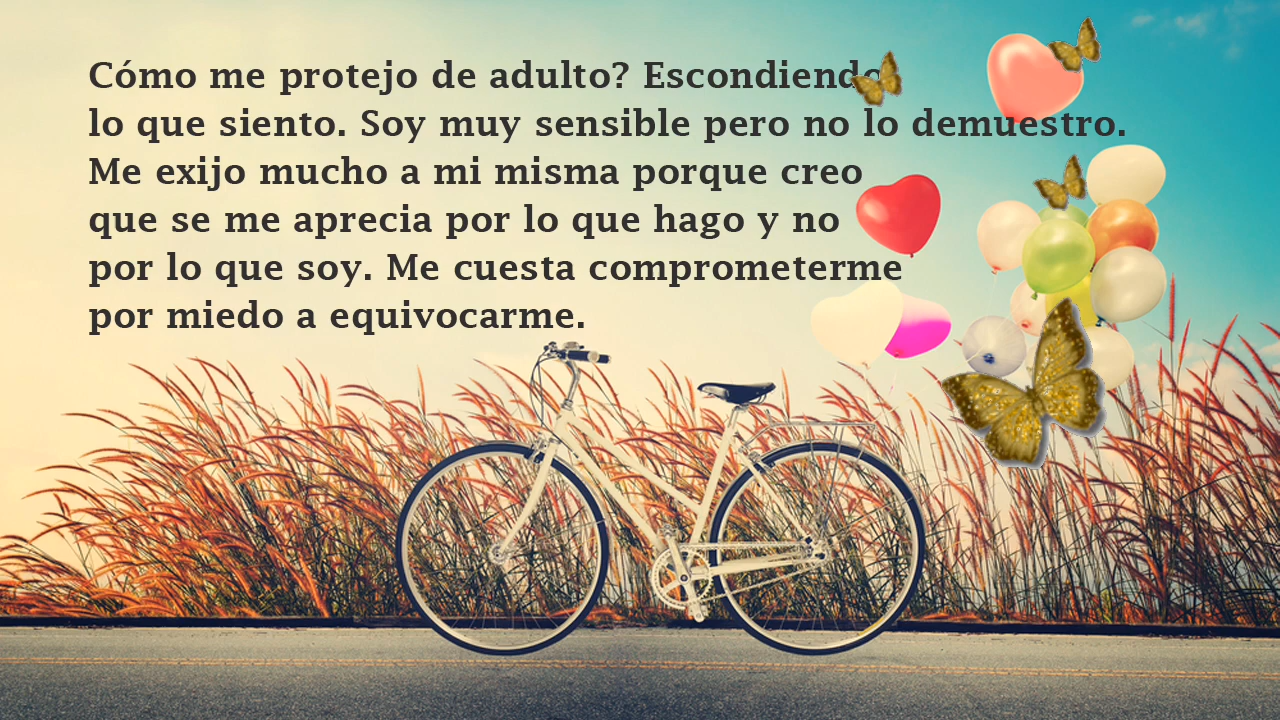 Cómo me protejo de adulto? Escondiendo
lo que siento. Soy muy sensible pero no lo demuestro.
Me exijo mucho a mi misma porque creo
que se me aprecia por lo que hago y no
por lo que soy. Me cuesta comprometerme
por miedo a equivocarme.